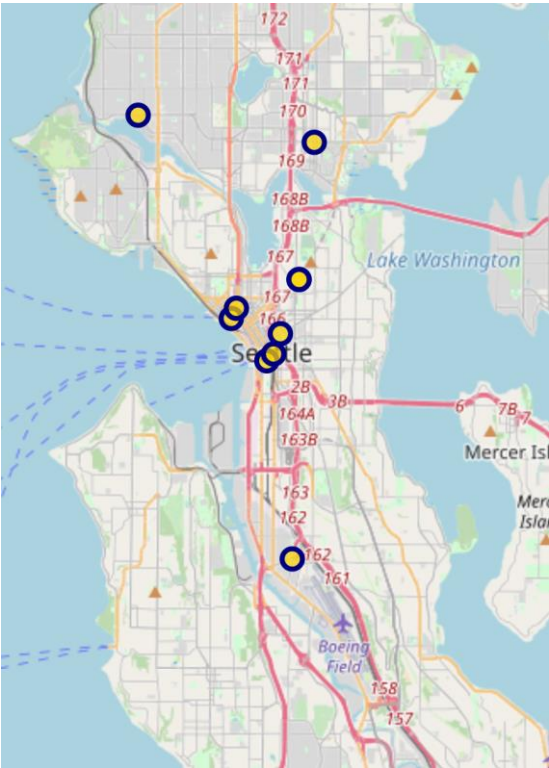 172
171
171
170
169
168B
168B
167
Lake Washington
167
166
Seattle
2B
3B
6
7B
7
164A
163B
Mercer Isl
163
Merc
Islan
162
162
161
Boeing
Field
158
157